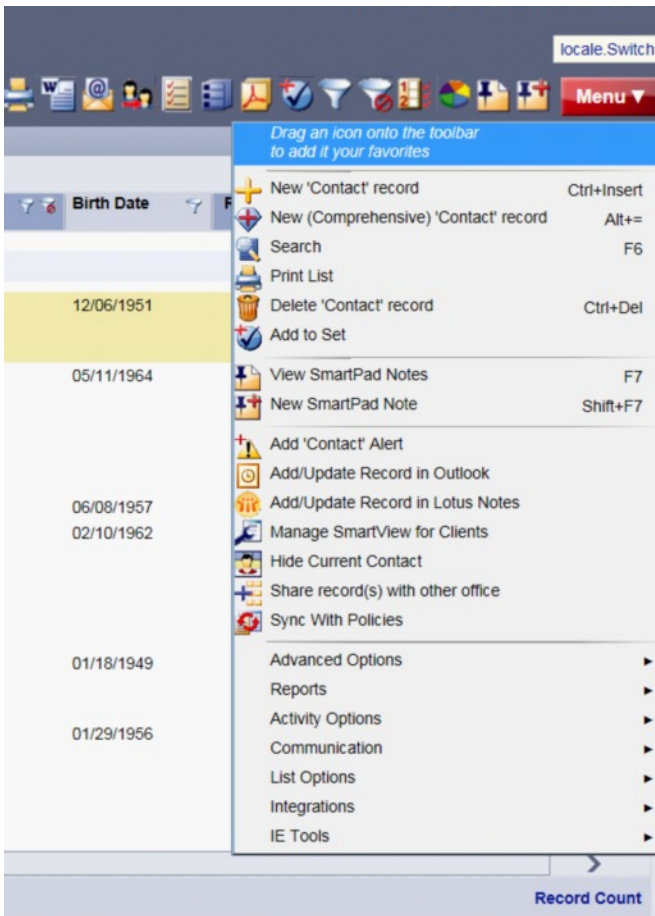 locale.Switch
Menu ▼
Drag an icon onto the toolbar
to add it your favorites
Birth Date
New 'Contact' record Ctrl+Insert
New (Comprehensive) 'Contact' record Alt+=
Search F6
Print List
12/06/1951
Delete 'Contact' record Ctrl+Del
Add to Set
05/11/1964
View SmartPad Notes F7
New SmartPad Note Shift+F7
Add 'Contact' Alert
Add/Update Record in Outlook
06/08/1957
Add/Update Record in Lotus Notes
02/10/1962
Manage SmartView for Clients
Hide Current Contact
Share record(s) with other office
Sync With Policies
01/18/1949
Advanced Options
Reports
Activity Options
01/29/1956
Communication
List Options
Integrations
IE Tools
Record Count